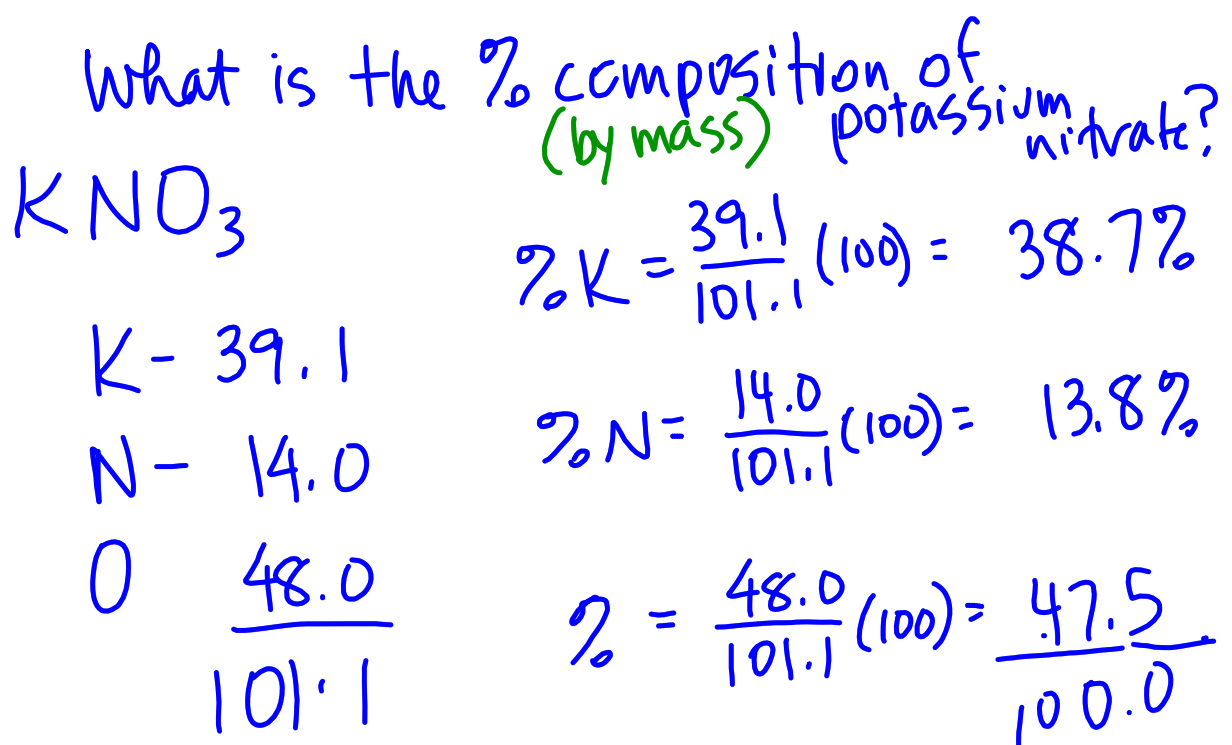 What is the % composition of
(by mass) potassium
nitrate?
KNO₃
%K = 39.1/101.1 (100) = 38.7%
K - 39.1
%N = 14.0/101.1 (100) = 13.8%
N - 14.0
O 48.0
% = 48.0/101.1 (100) = 47.5
101.1
100.0